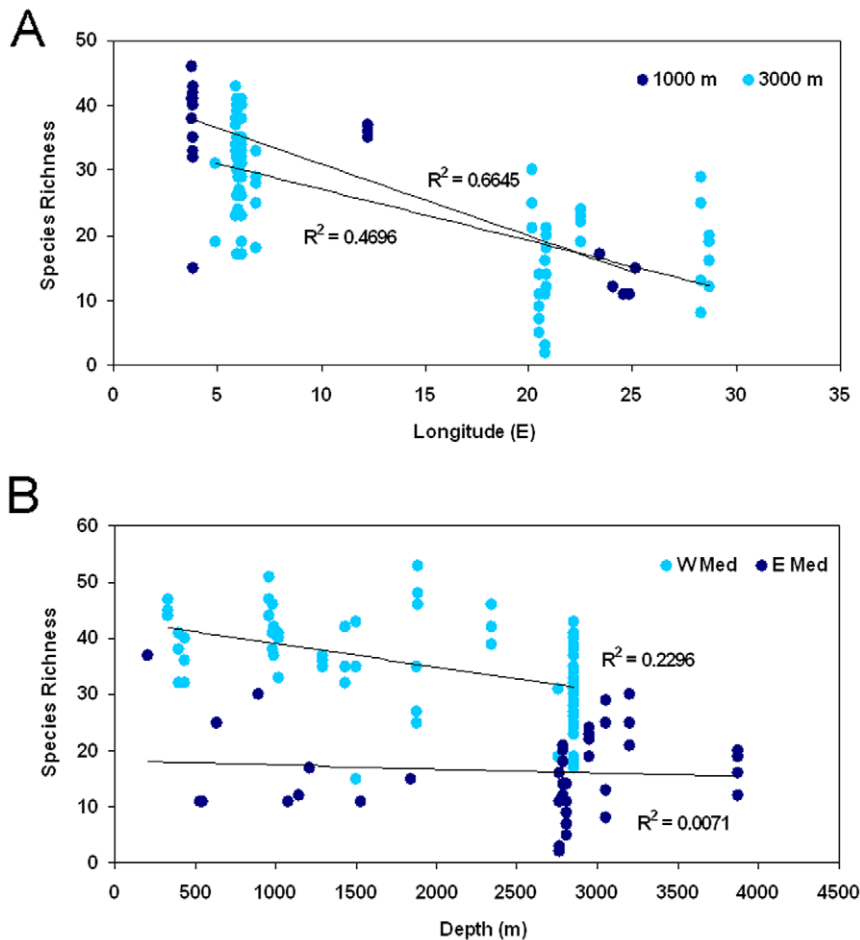 A
50
40
30
20
10
0
Species Richness
1000 m 3000 m
R² = 0.6645
R² = 0.4696
0 5 10 15 20 25 30 35
Longitude (E)
B
60
50
40
30
20
10
0
Species Richness
W Med E Med
R² = 0.2296
R² = 0.0071
0 500 1000 1500 2000 2500 3000 3500 4000 4500
Depth (m)